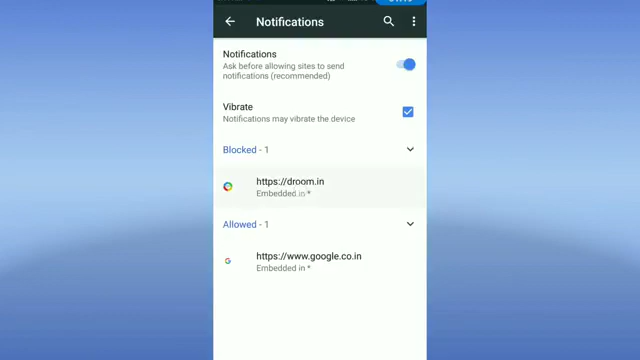 Notifications
Notifications
Ask before allowing sites to send
notifications (recommended)
Vibrate
Notifications may vibrate the device
Blocked - 1
https://droom.in
Embedded in *
Allowed - 1
https://www.google.co.in
Embedded in *